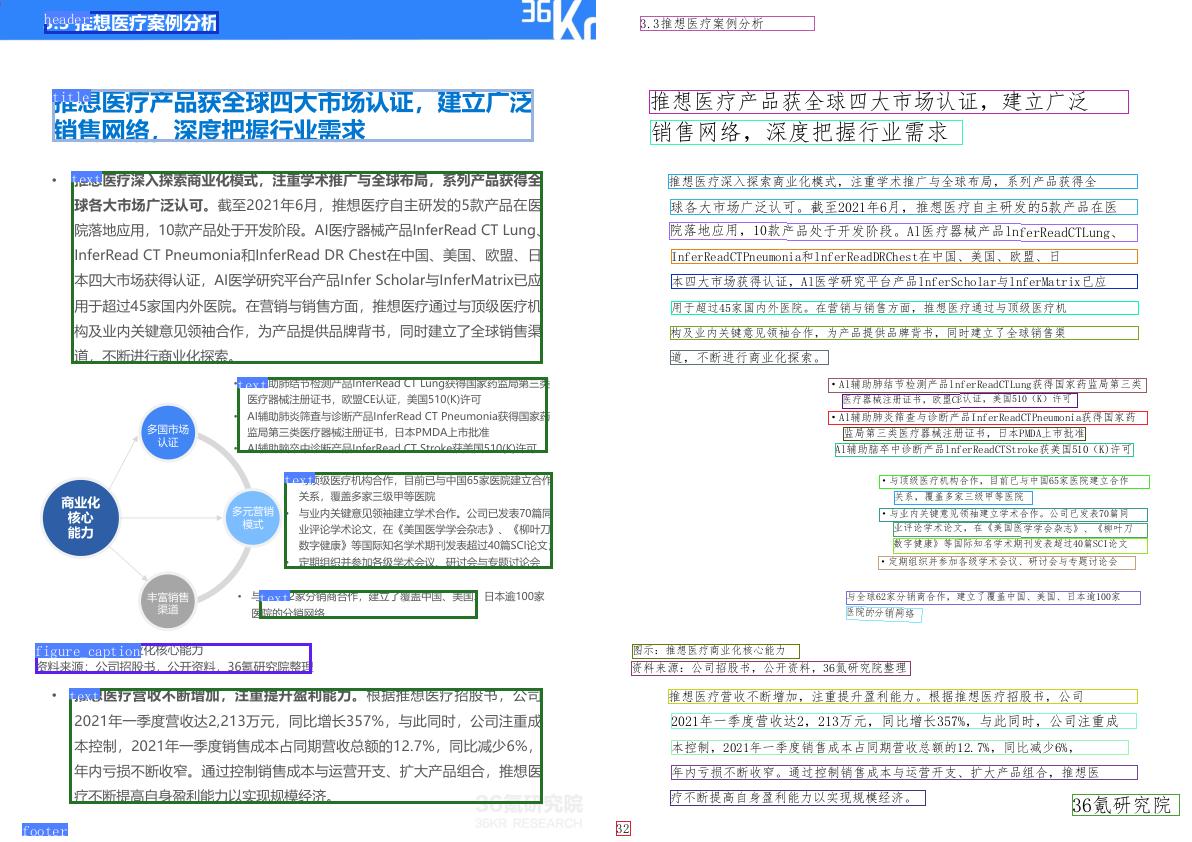 header
3.3 推想医疗案例分析
36Kr
title
推想医疗产品获全球四大市场认证，建立广泛
销售网络，深度把握行业需求
text
推想医疗深入探索商业化模式，注重学术推广与全球布局，系列产品获得全
球各大市场广泛认可。截至2021年6月，推想医疗自主研发的5款产品在医
院落地应用，10款产品处于开发阶段。AI医疗器械产品InferRead CT Lung、
InferRead CT Pneumonia和InferRead DR Chest在中国、美国、欧盟、日
本四大市场获得认证，AI医学研究平台产品Infer Scholar与InferMatrix已应
用于超过45家国内外医院。在营销与销售方面，推想医疗通过与顶级医疗机
构及业内关键意见领袖合作，为产品提供品牌背书，同时建立了全球销售渠
道，不断进行商业化探索。
text
助肺结节检测产品InferRead CT Lung获得国家药监局第三类
医疗器械注册证书，欧盟CE认证，美国510(K)许可
• AI辅助肺炎筛查与诊断产品InferRead CT Pneumonia获得国家药
监局第三类医疗器械注册证书，日本PMDA上市批准
AI辅助脑卒中诊断产品InferRead CT Stroke获美国510(K)许可
多国市场
认证
商业化
核心
能力
多元营销
模式
丰富销售
渠道
text
顶级医疗机构合作，目前已与中国65家医院建立合作
关系，覆盖多家三级甲等医院
与业内关键意见领袖建立学术合作。公司已发表70篇同
业评论学术论文，在《美国医学学会杂志》、《柳叶刀
数字健康》等国际知名学术期刊发表超过40篇SCI论文
定期组织并参加各级学术会议、研讨会与专题讨论会
text
• 与 2家分销商合作，建立了覆盖中国、美国、日本逾100家
医院的分销网络
figure_caption
化核心能力
资料来源：公司招股书，公开资料，36氪研究院整理
text
推想医疗营收不断增加，注重提升盈利能力。根据推想医疗招股书，公司
2021年一季度营收达2,213万元，同比增长357%，与此同时，公司注重成
本控制，2021年一季度销售成本占同期营收总额的12.7%，同比减少6%，
年内亏损不断收窄。通过控制销售成本与运营开支、扩大产品组合，推想医
疗不断提高自身盈利能力以实现规模经济。
36氪研究院
36KR RESEARCH
footer
3.3推想医疗案例分析
推想医疗产品获全球四大市场认证，建立广泛
销售网络，深度把握行业需求
推想医疗深入探索商业化模式，注重学术推广与全球布局，系列产品获得全
球各大市场广泛认可。截至2021年6月，推想医疗自主研发的5款产品在医
院落地应用，10款产品处于开发阶段。AI医疗器械产品lnferReadCTLung、
InferReadCTPneumonia和lnferReadDRChest在中国、美国、欧盟、日
本四大市场获得认证，AI医学研究平台产品InferScholar与InferMatrix已应
用于超过45家国内外医院。在营销与销售方面，推想医疗通过与顶级医疗机
构及业内关键意见领袖合作，为产品提供品牌背书，同时建立了全球销售渠
道，不断进行商业化探索。
•AI辅助肺结节检测产品lnferReadCTLung获得国家药监局第三类
医疗器械注册证书，欧盟CE认证，美国510（K）许可
•AI辅助肺炎筛查与诊断产品InferReadCTPneumonia获得国家药
监局第三类医疗器械注册证书，日本PMDA上市批准
AI辅助脑卒中诊断产品InferReadCTStroke获美国510（K)许可
•与顶级医疗机构合作，目前已与中国65家医院建立合作
关系，覆盖多家三级甲等医院
•与业内关键意见领建立学术合作。公司已发表70篇同
业评论学术论文，在《美国医学学会杂志》、《柳叶刀
数字健康》等国际知名学术期刊发表超过40篇SCI论文
•定期组织并参加各级学术会议、研讨会与专题讨论会
与全球62家分销商合作，建立了覆盖中国、美国、日本逾100家
医院的分销网络
图示：推想医疗商业化核心能力
资料来源：公司招股书，公开资料，36氪研究院整理
推想医疗营收不断增加，注重提升盈利能力。根据推想医疗招股书，公司
2021年一季度营收达2，213万元，同比增长357%，与此同时，公司注重成
本控制，2021年一季度销售成本占同期营收总额的12.7%，同比减少6%，
年内亏损不断收窄。通过控制销售成本与运营开支、扩大产品组合，推想医
疗不断提高自身盈利能力以实现规模经济。
36氪研究院
32